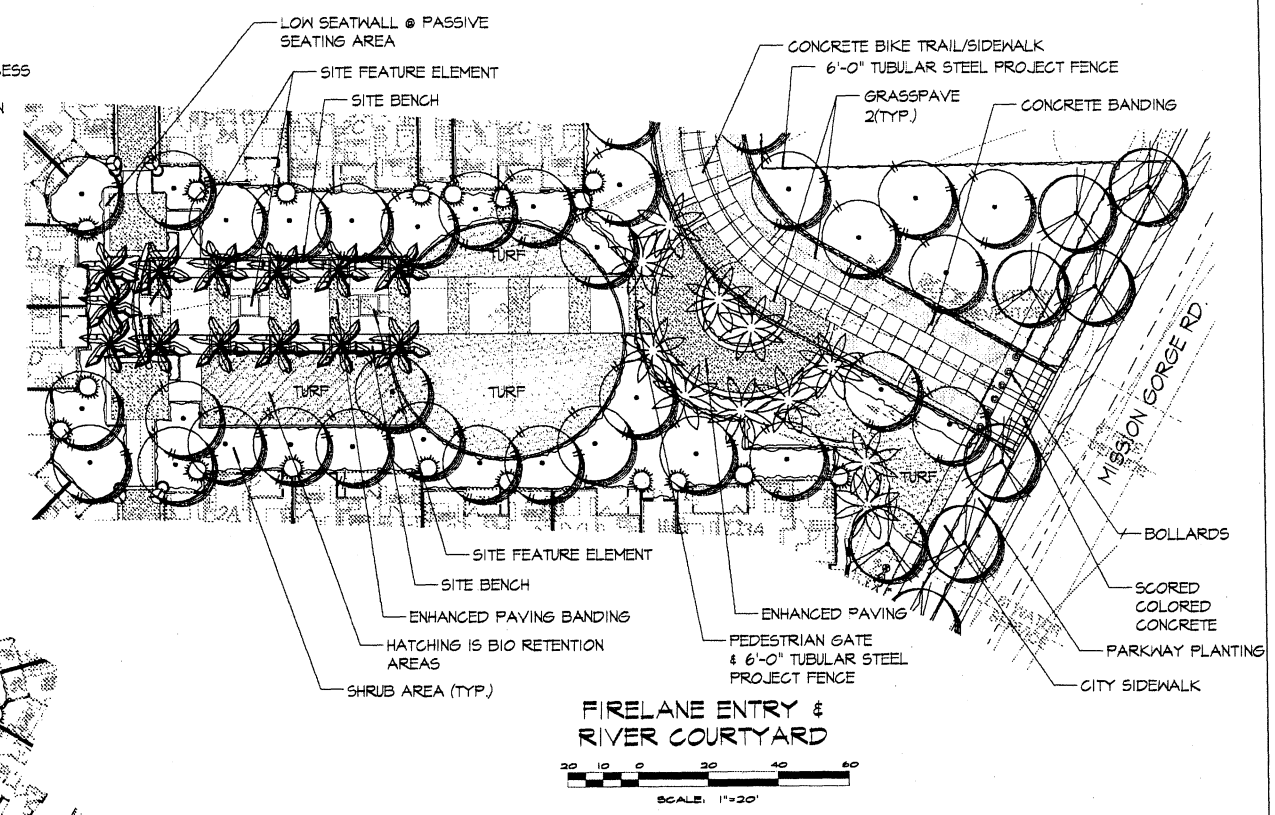 LOW SEATWALL @ PASSIVE
SEATING AREA
SITE FEATURE ELEMENT
SITE BENCH
CONCRETE BIKE TRAIL/SIDEWALK
6'-0" TUBULAR STEEL PROJECT FENCE
GRASSPAVE
2(TYP.)
CONCRETE BANDING
TURF
TURF
TURF
TURF
MISSION GORGE RD.
BOLLARDS
SCORED
COLORED
CONCRETE
PARKWAY PLANTING
CITY SIDEWALK
SITE FEATURE ELEMENT
SITE BENCH
ENHANCED PAVING BANDING
HATCHING IS BIO RETENTION
AREAS
SHRUB AREA (TYP.)
ENHANCED PAVING
PEDESTRIAN GATE
& 6'-0" TUBULAR STEEL
PROJECT FENCE
FIRELANE ENTRY &
RIVER COURTYARD
20 10 0 20 40 60
SCALE: 1"=20'